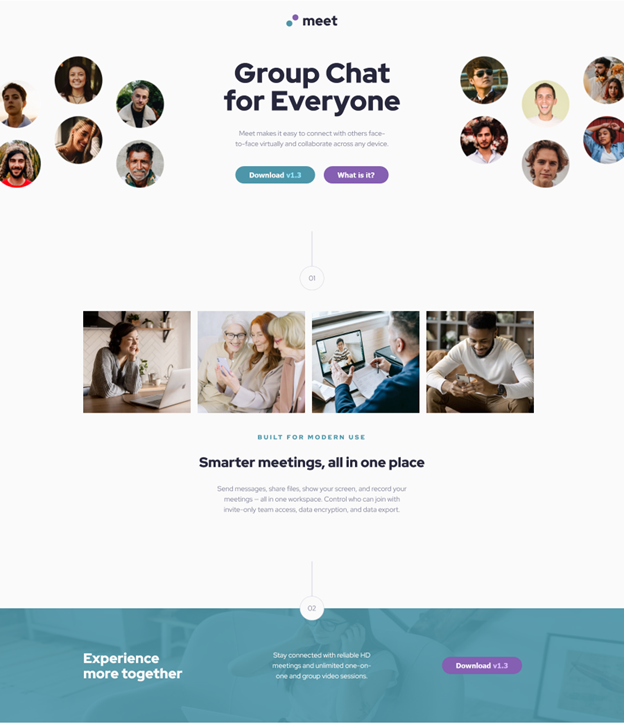 meet
Group Chat
for Everyone
Meet makes it easy to connect with others face-
to-face virtually and collaborate across any device.
Download v1.3
What is it?
01
BUILT FOR MODERN USE
Smarter meetings, all in one place
Send messages, share files, show your screen, and record your
meetings — all in one workspace. Control who can join with
invite-only team access, data encryption, and data export.
02
Experience
more together
Stay connected with reliable HD
meetings and unlimited one-on-
one and group video sessions.
Download v1.3